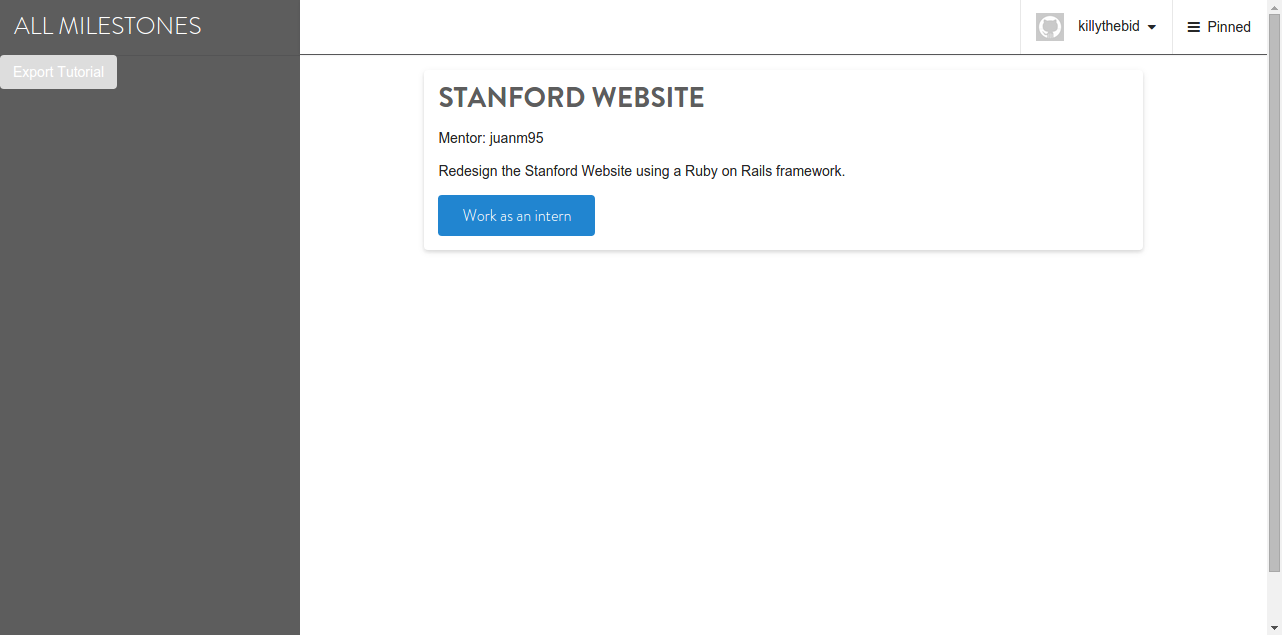 ALL MILESTONES
killythebid
Pinned
Export Tutorial
STANFORD WEBSITE
Mentor: juanm95
Redesign the Stanford Website using a Ruby on Rails framework.
Work as an intern